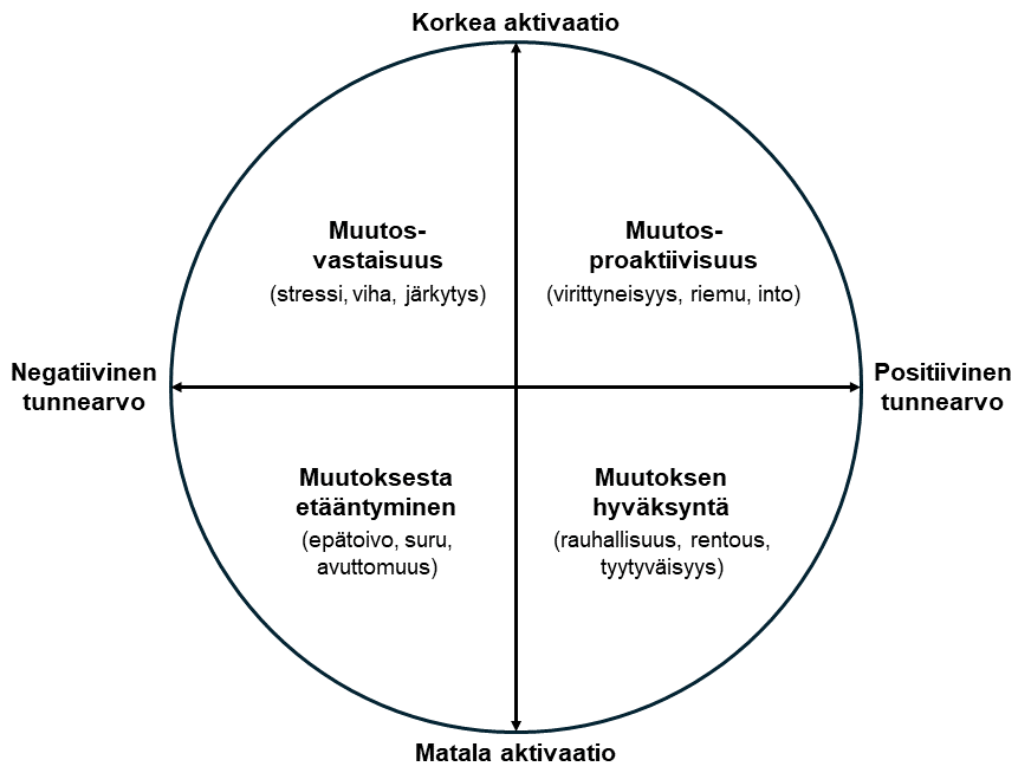 Korkea aktivaatio
Muutos-
vastaisuus
(stressi, viha, järkytys)
Muutos-
proaktiivisuus
(virittyneisyys, riemu, into)
Negatiivinen
tunnearvo
Positiivinen
tunnearvo
Muutoksesta
etääntyminen
(epätoivo, suru,
avuttomuus)
Muutoksen
hyväksyntä
(rauhallisuus, rentous,
tyytyväisyys)
Matala aktivaatio